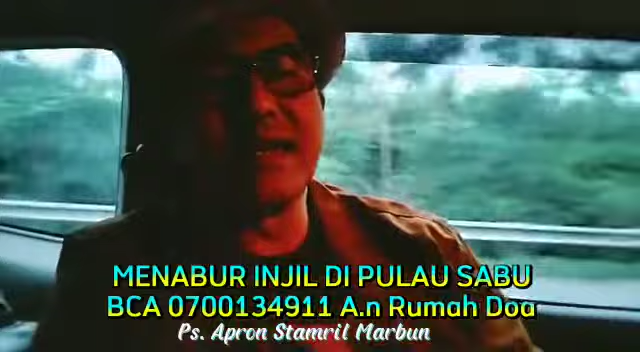 MENABUR INJIL DI PULAU SABU
BCA 0700134911 A.n Rumah Doa
Ps. Apron Stamril Marbun